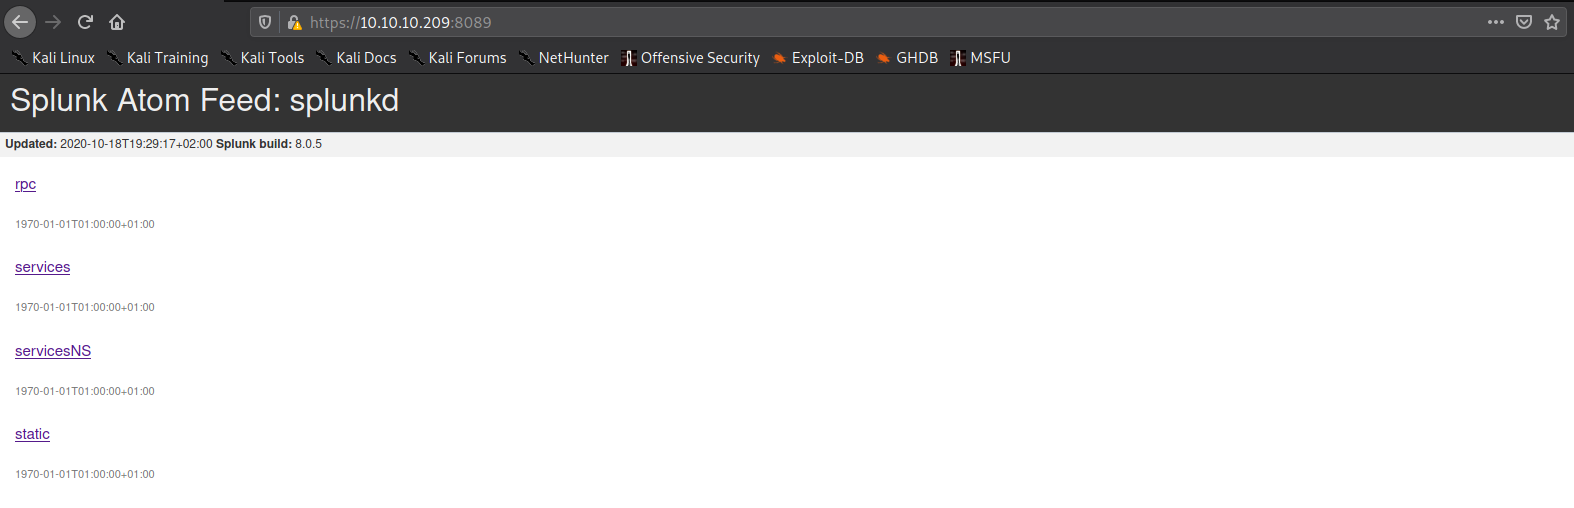 https://10.10.10.209:8089
Kali Linux Kali Training Kali Tools Kali Docs Kali Forums NetHunter Offensive Security Exploit-DB GHDB MSFU
Splunk Atom Feed: splunkd
Updated: 2020-10-18T19:29:17+02:00 Splunk build: 8.0.5
rpc
1970-01-01T01:00:00+01:00
services
1970-01-01T01:00:00+01:00
servicesNS
1970-01-01T01:00:00+01:00
static
1970-01-01T01:00:00+01:00